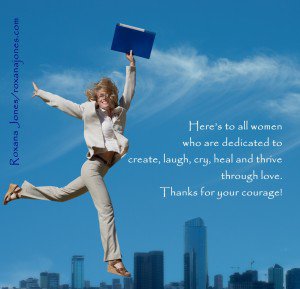 Here's to all women
who are dedicated to
create, laugh, cry, heal and thrive
through love.
Thanks for your courage!
Roxana Jones/roxanajones.com